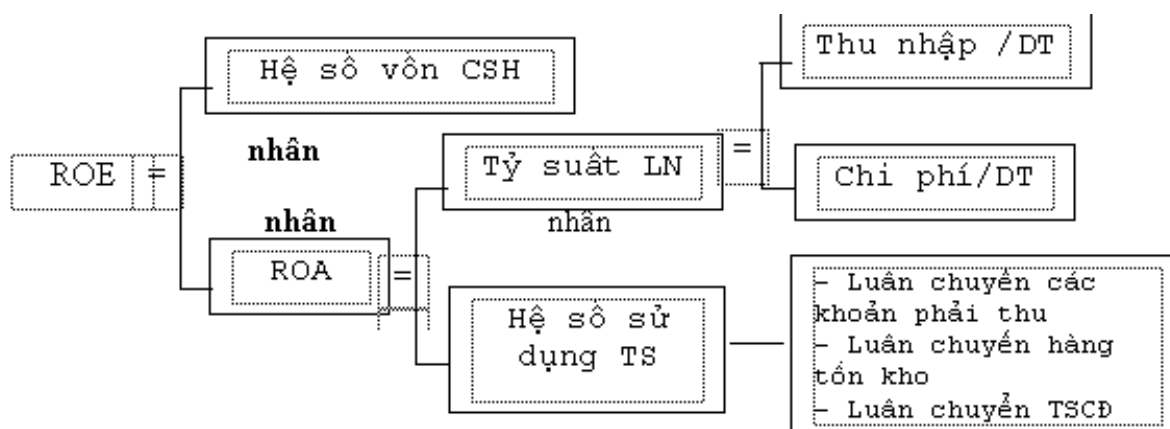 Thu nhập /DT
Hệ số vốn CSH
nhân
ROE =
Tỷ suất LN =
Chi phí/DT
nhân
nhân
ROA =
Hệ số sử
dụng TS
- Luân chuyển các
khoản phải thu
- Luân chuyển hàng
tồn kho
- Luân chuyển TSCĐ